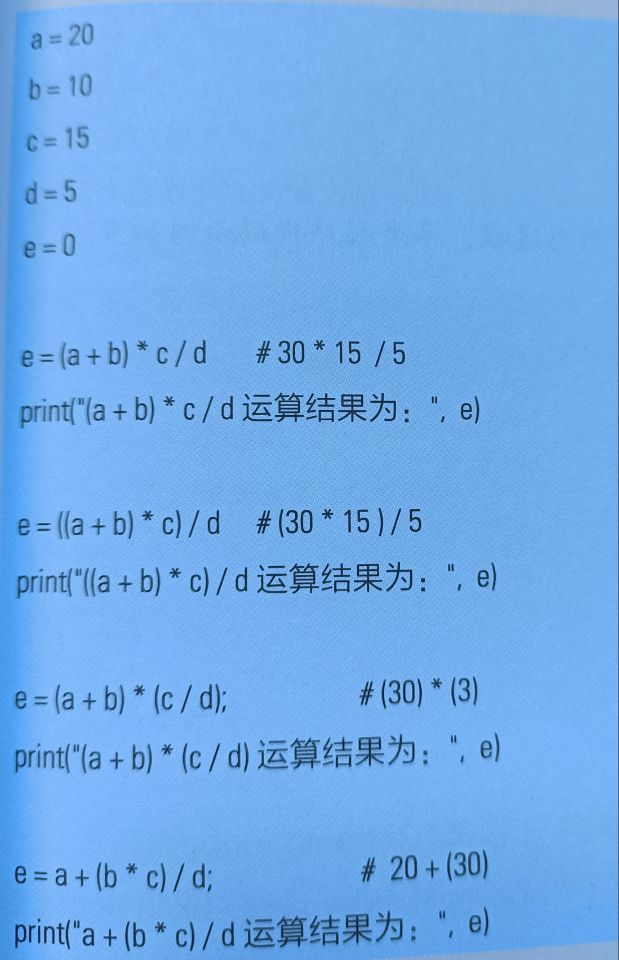 a = 20
b = 10
c = 15
d = 5
e = 0
e = (a + b) * c / d # 30 * 15 / 5
print("(a + b) * c / d 运算结果为：", e)
e = ((a + b) * c) / d # (30 * 15 ) / 5
print("((a + b) * c) / d 运算结果为：", e)
e = (a + b) * (c / d); # (30) * (3)
print("(a + b) * (c / d) 运算结果为：", e)
e = a + (b * c) / d; # 20 + (30)
print("a + (b * c) / d 运算结果为：", e)